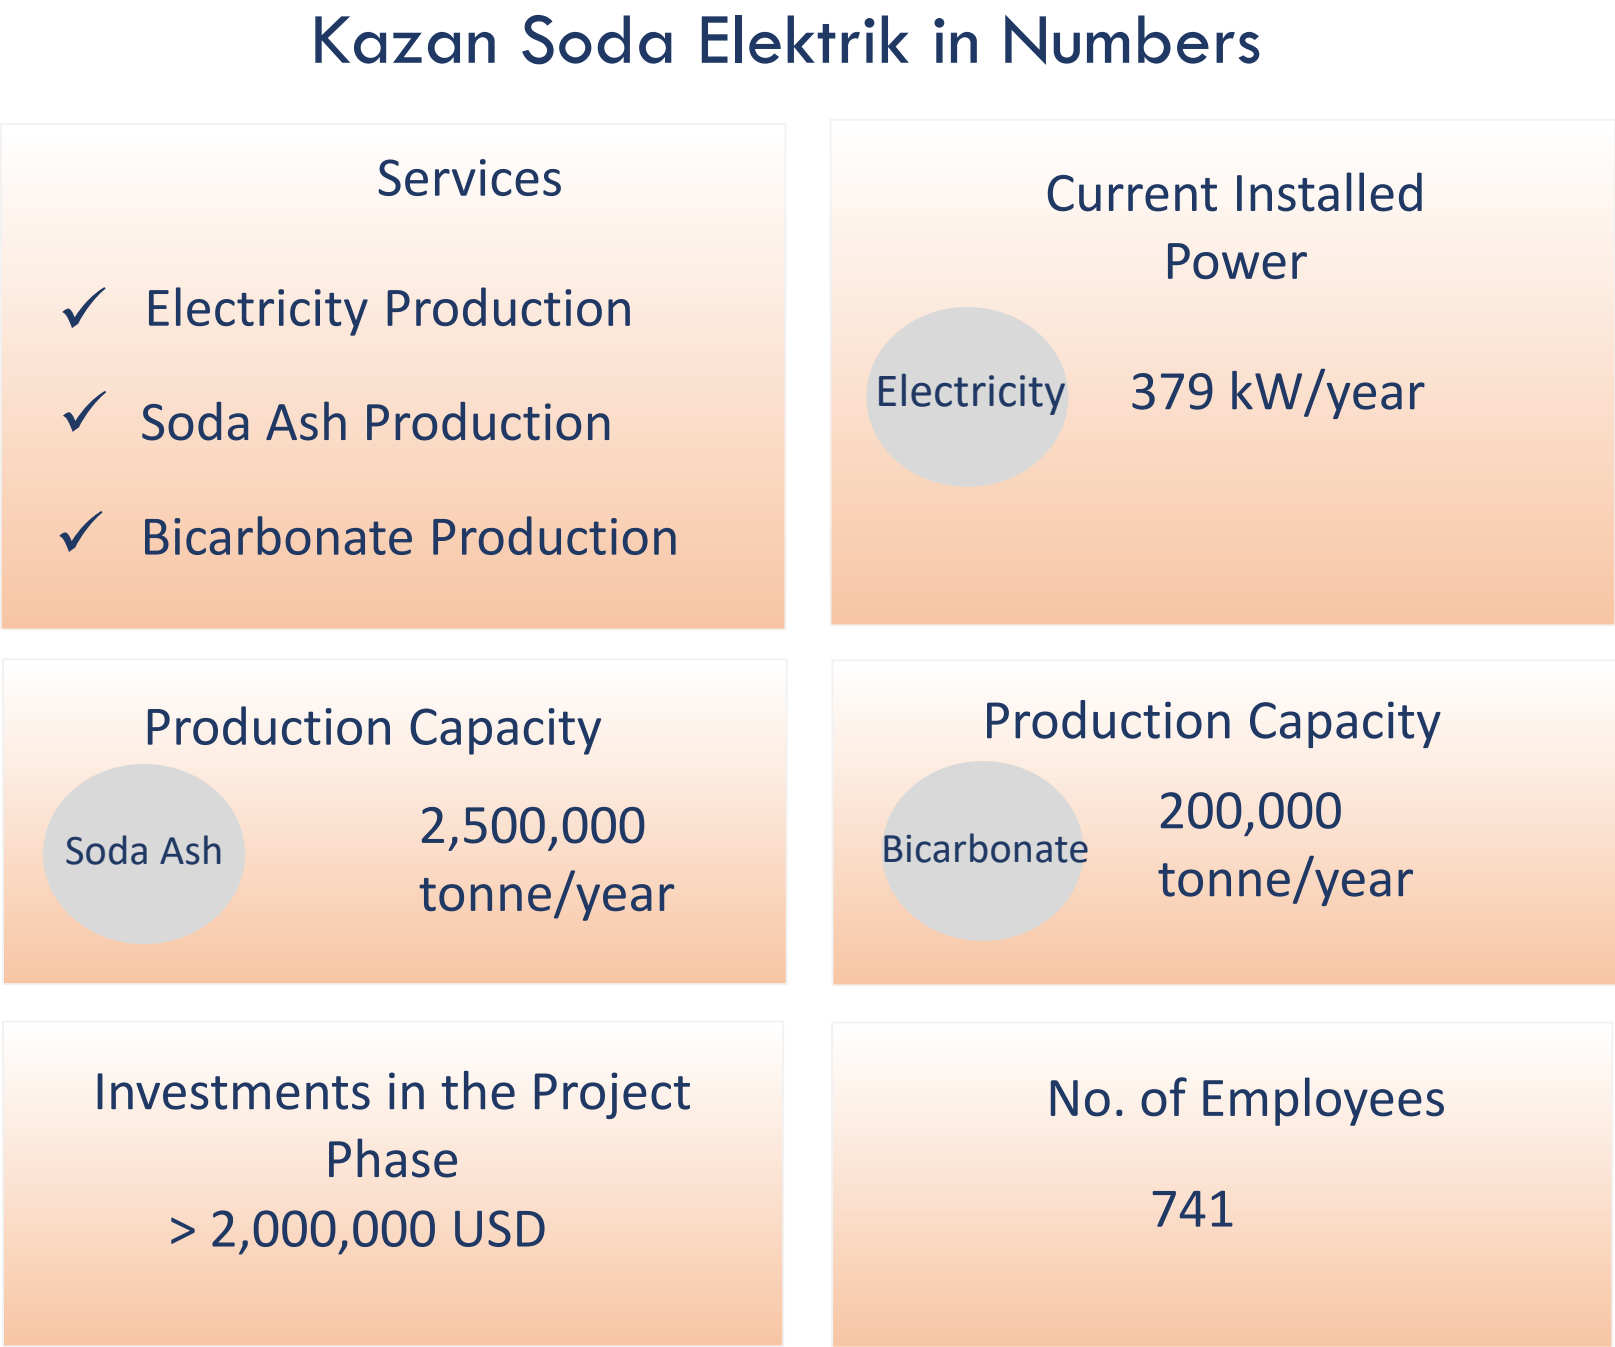 Kazan Soda Elektrik in Numbers
Services
✓ Electricity Production
✓ Soda Ash Production
✓ Bicarbonate Production
Current Installed
Power
Electricity
379 kW/year
Production Capacity
Soda Ash
2,500,000
tonne/year
Production Capacity
Bicarbonate
200,000
tonne/year
Investments in the Project
Phase
> 2,000,000 USD
No. of Employees
741